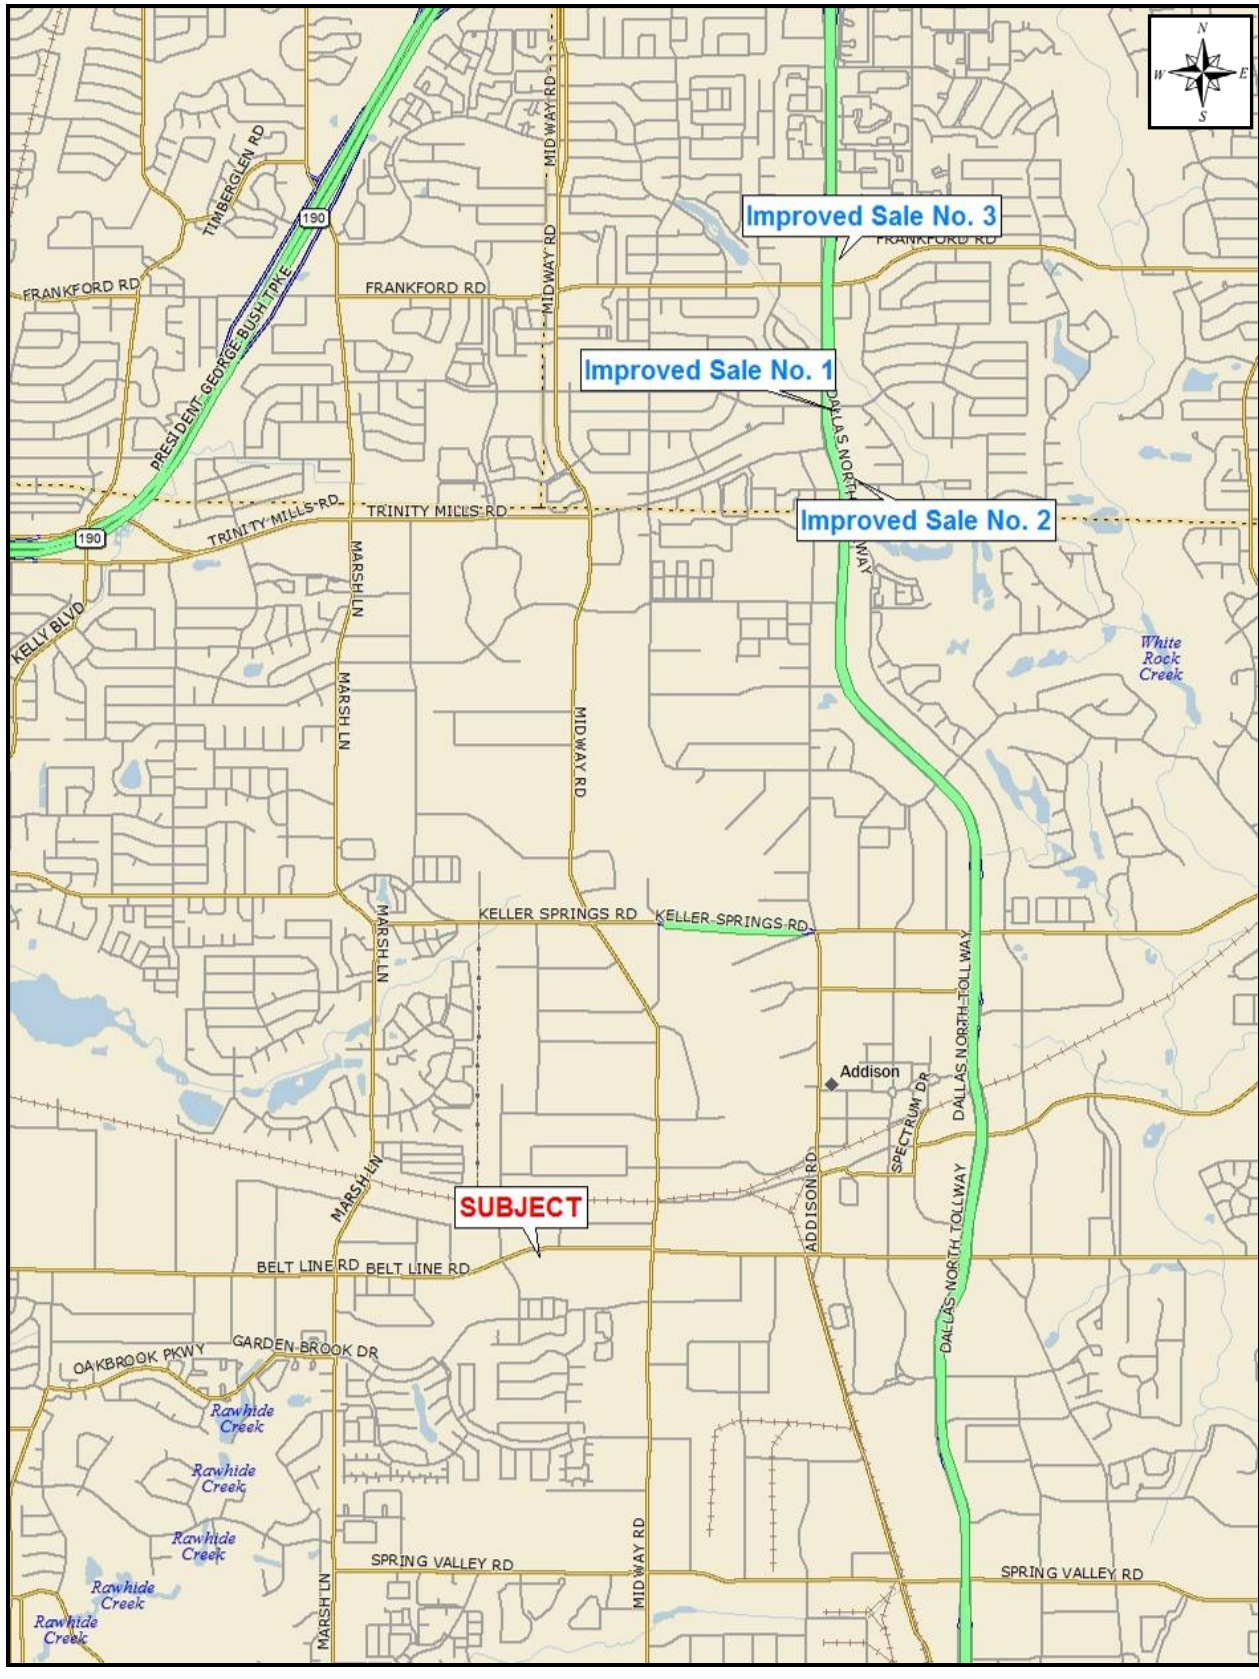 N
W E
S
MIDWAY RD
TIMBERGLEN RD
190
Improved Sale No. 3
FRANKFORD RD
MIDWAY RD
FRANKFORD RD
FRANKFORD RD
PRESIDENT GEORGE BUSH TPKE
Improved Sale No. 1
DALLAS NORTH
WAY
Improved Sale No. 2
TRINITY MILLS RD
TRINITY MILLS RD
190
MARSH LN
KELLY BLVD
White
Rock
Creek
MARSH LN
MIDWAY RD
KELLER SPRINGS RD
KELLER SPRINGS RD
MARSH LN
DALLAS NORTH TOLLWAY
Addison
SPECTRUM DR
DALLAS NORTH TOLLWAY
MARSH LN
ADDISON RD
SUBJECT
BELT LINE RD
BELT LINE RD
GARDEN BROOK DR
OAKBROOK PKWY
Rawhide
Creek
Rawhide
Creek
Rawhide
Creek
MIDWAY RD
SPRING VALLEY RD
SPRING VALLEY RD
Rawhide
Creek
MARSH LN
Rawhide
Creek